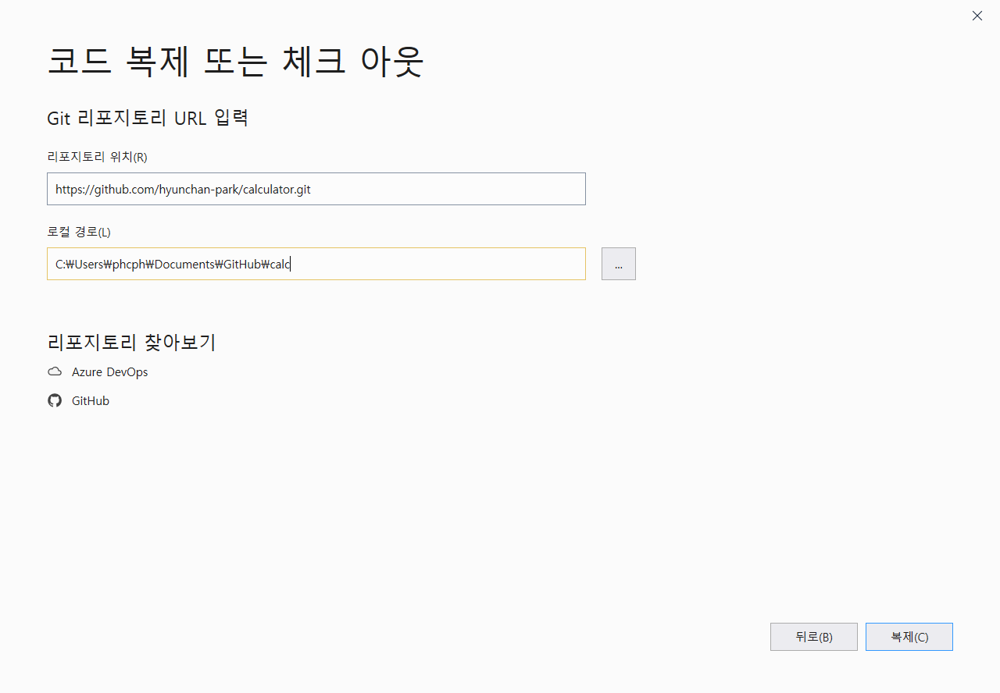 코드 복제 또는 체크 아웃
Git 리포지토리 URL 입력
리포지토리 위치(R)
https://github.com/hyunchan-park/calculator.git
로컬 경로(L)
C:₩Users₩phcph₩Documents₩GitHub₩calc
...
리포지토리 찾아보기
Azure DevOps
GitHub
뒤로(B) 복제(C)